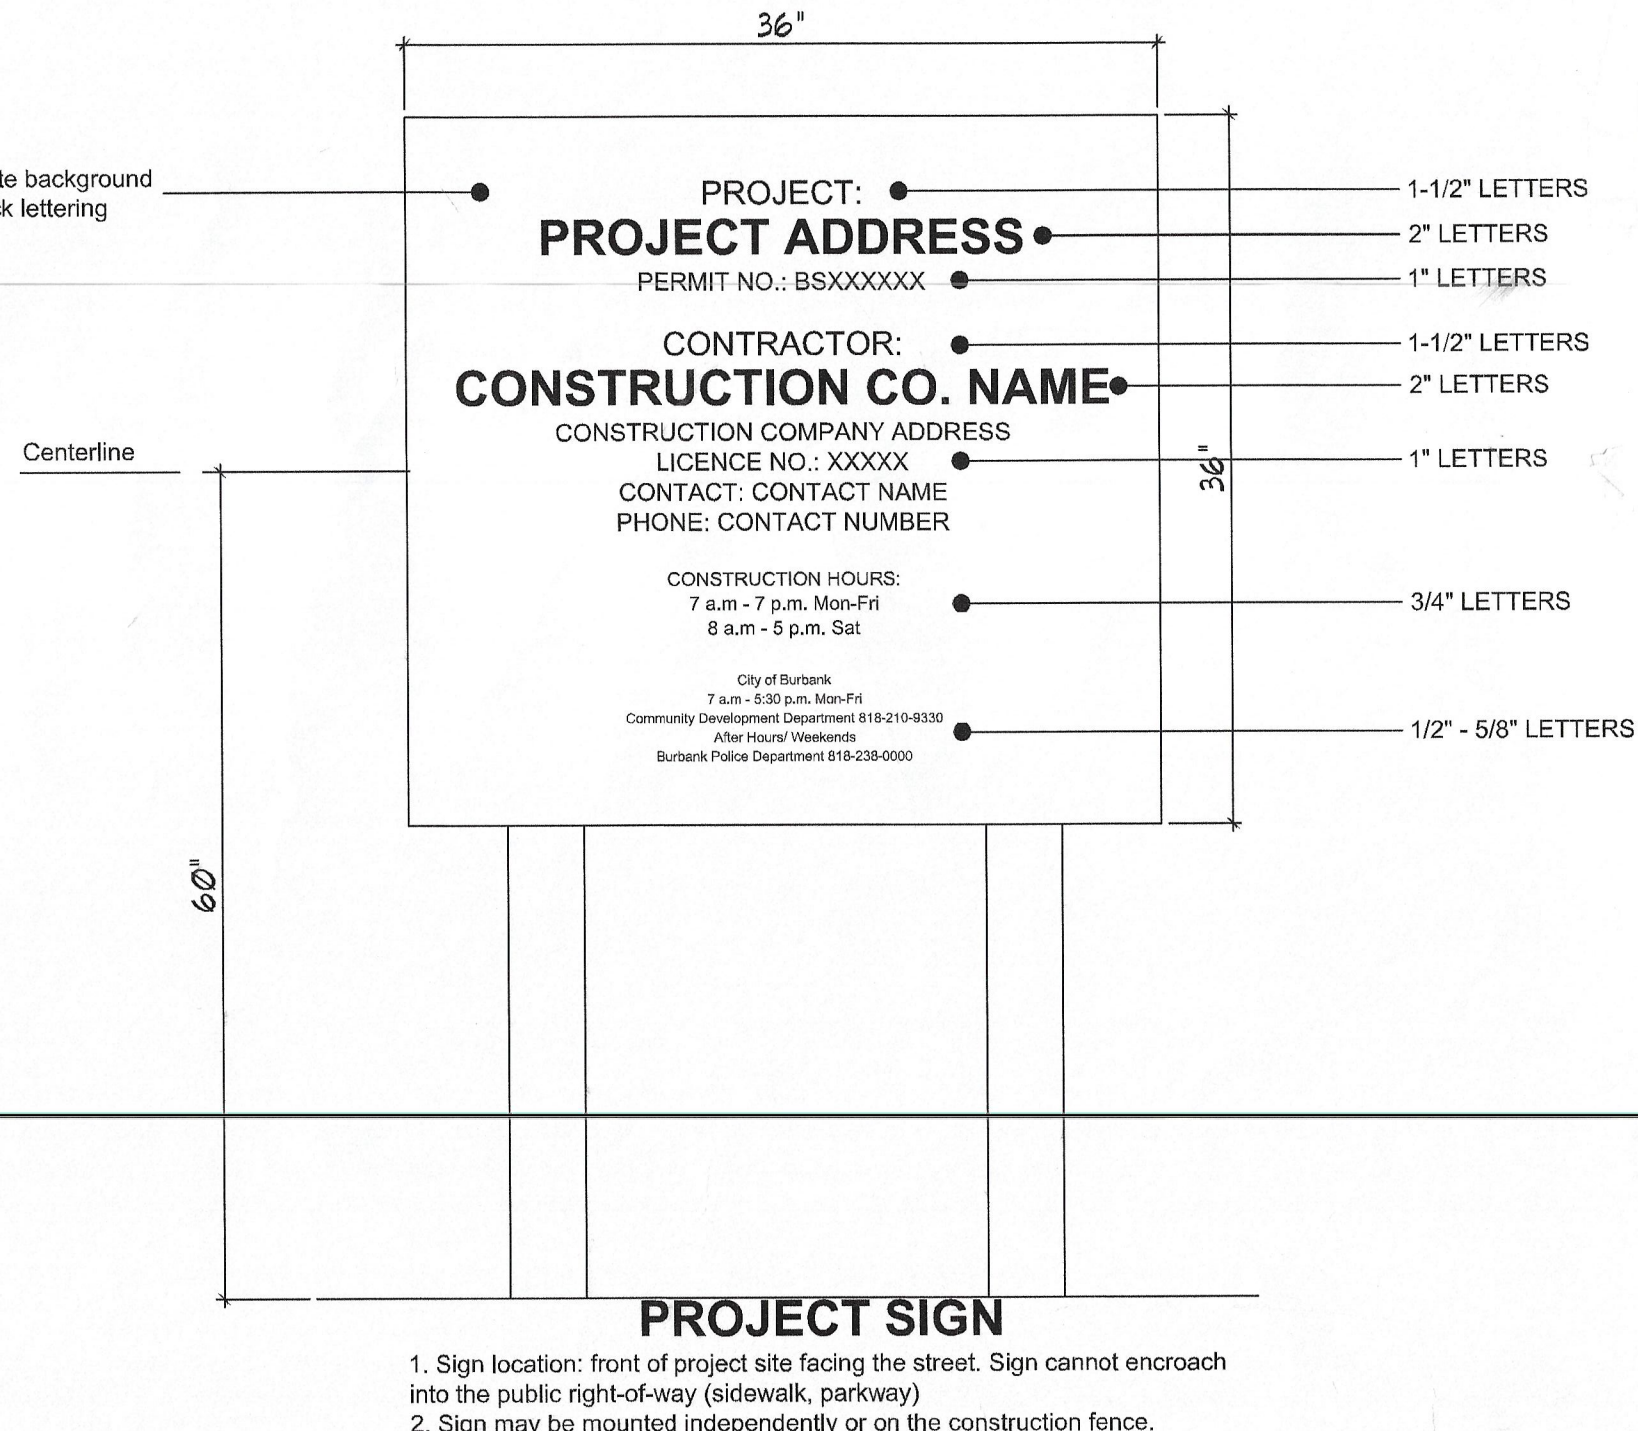 36"
te background
k lettering
PROJECT:
1-1/2" LETTERS
PROJECT ADDRESS
2" LETTERS
PERMIT NO.: BSXXXXXX
1" LETTERS
CONTRACTOR:
1-1/2" LETTERS
CONSTRUCTION CO. NAME
2" LETTERS
CONSTRUCTION COMPANY ADDRESS
Centerline
LICENCE NO.: XXXXX
36"
1" LETTERS
CONTACT: CONTACT NAME
PHONE: CONTACT NUMBER
CONSTRUCTION HOURS:
7 a.m - 7 p.m. Mon-Fri
3/4" LETTERS
8 a.m - 5 p.m. Sat
City of Burbank
7 a.m - 5:30 p.m. Mon-Fri
Community Development Department 818-210-9330
After Hours/ Weekends
1/2" - 5/8" LETTERS
Burbank Police Department 818-238-0000
60"
PROJECT SIGN
1. Sign location: front of project site facing the street. Sign cannot encroach
into the public right-of-way (sidewalk, parkway)
2. Sign may be mounted independently or on the construction fence.